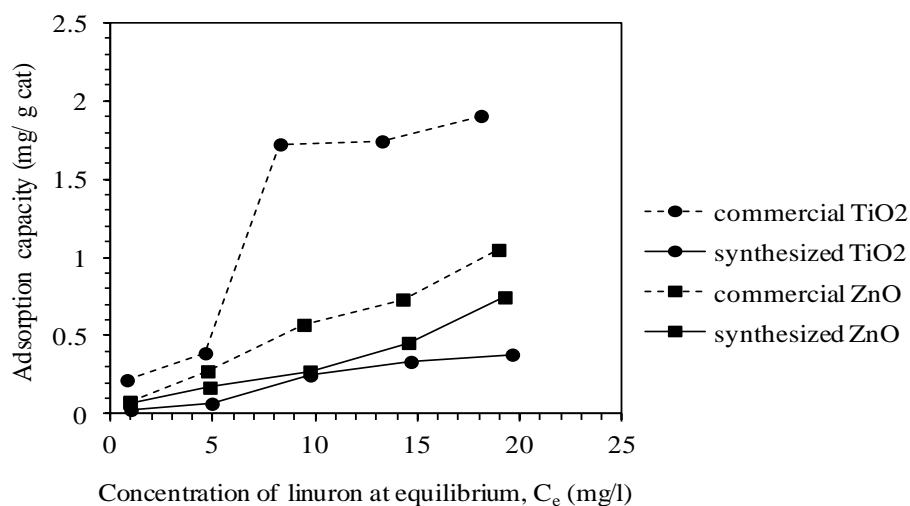 2.5
2
1.5
1
0.5
0
0 5 10 15 20 25
Adsorption capacity (mg/ g cat)
Concentration of linuron at equilibrium, Ce (mg/l)
commercial TiO2
synthesized TiO2
commercial ZnO
synthesized ZnO